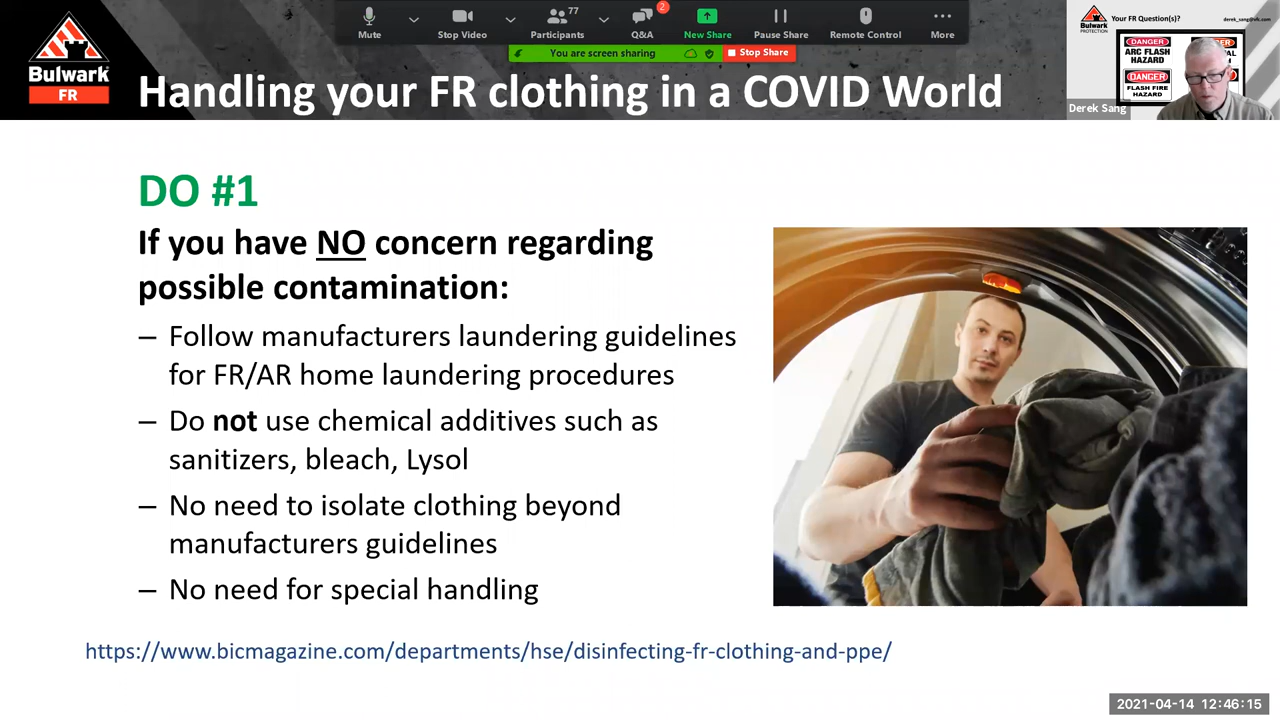 Mute
Stop Video
77
Participants
2
Q&A
New Share
Pause Share
Remote Control
More
You are screen sharing
Stop Share
Bulwark
FR
Handling your FR clothing in a COVID World
BULWARK
PROTECTION
Your FR Question(s)?
DANGER
ARC FLASH
HAZARD
DANGER
FLASH FIRE
HAZARD
Derek Sang
DO #1
If you have NO concern regarding
possible contamination:
– Follow manufacturers laundering guidelines
for FR/AR home laundering procedures
– Do not use chemical additives such as
sanitizers, bleach, Lysol
– No need to isolate clothing beyond
manufacturers guidelines
– No need for special handling
https://www.bicmagazine.com/departments/hse/disinfecting-fr-clothing-and-ppe/
2021-04-14 12:46:15